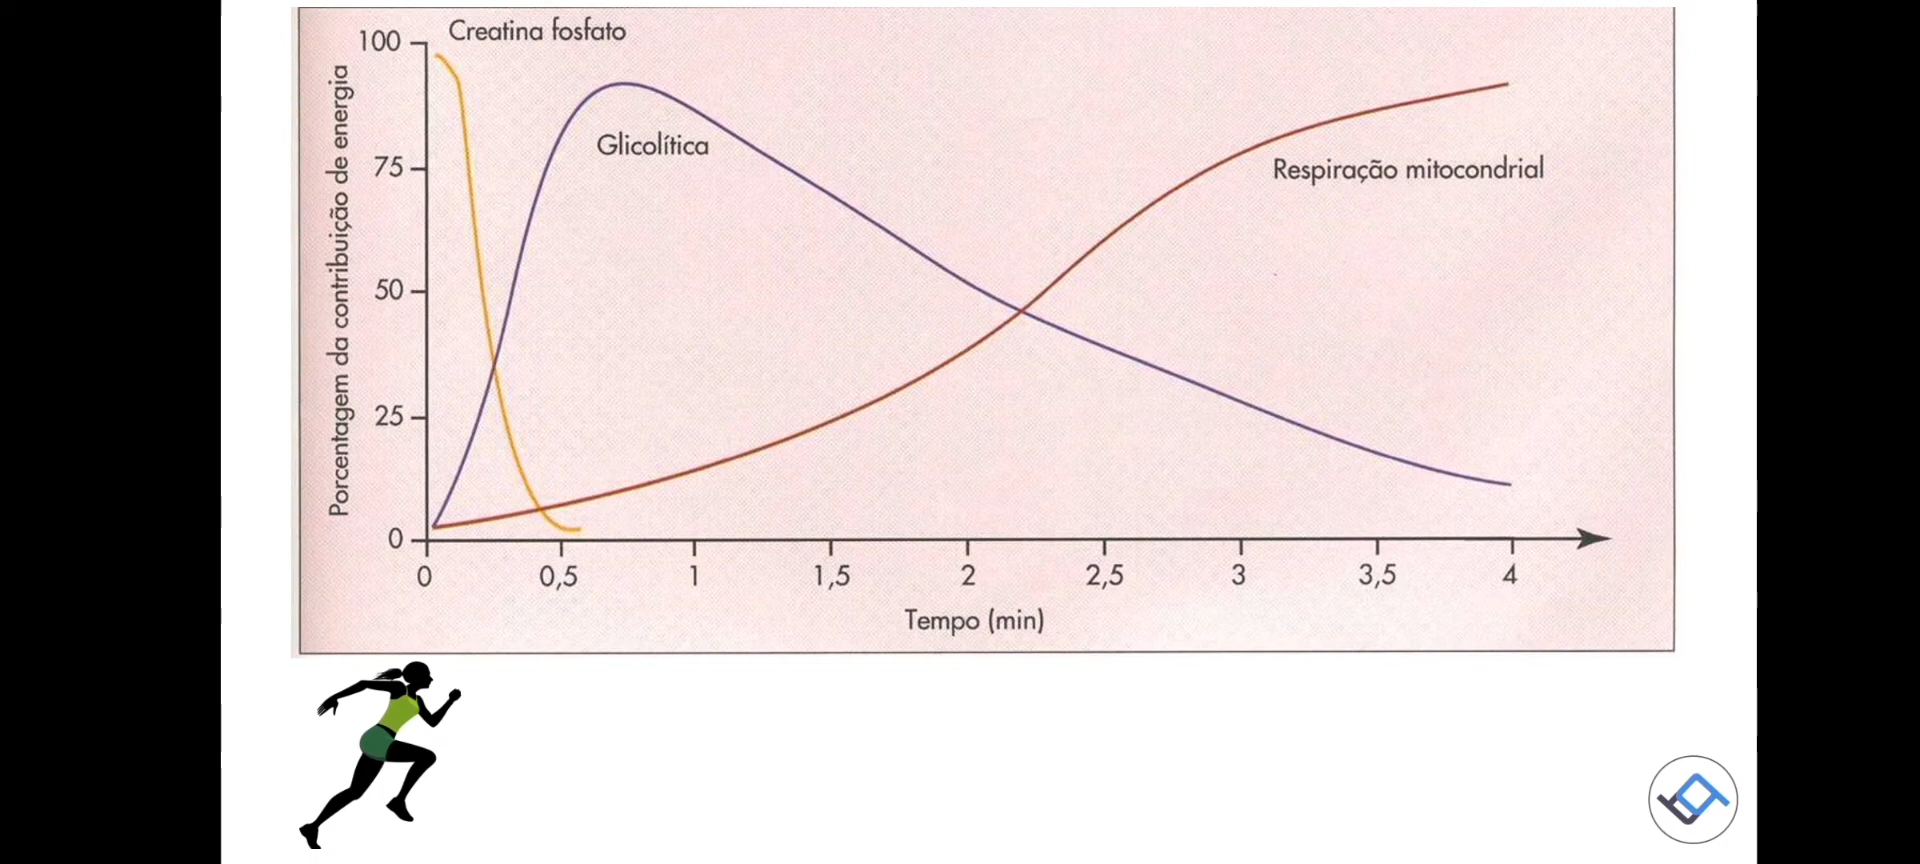 Creatina fosfato
100
Porcentagem da contribuição de energia
Glicolítica
75
Respiração mitocondrial
50
25
0
0 0,5 1 1,5 2 2,5 3 3,5 4
Tempo (min)